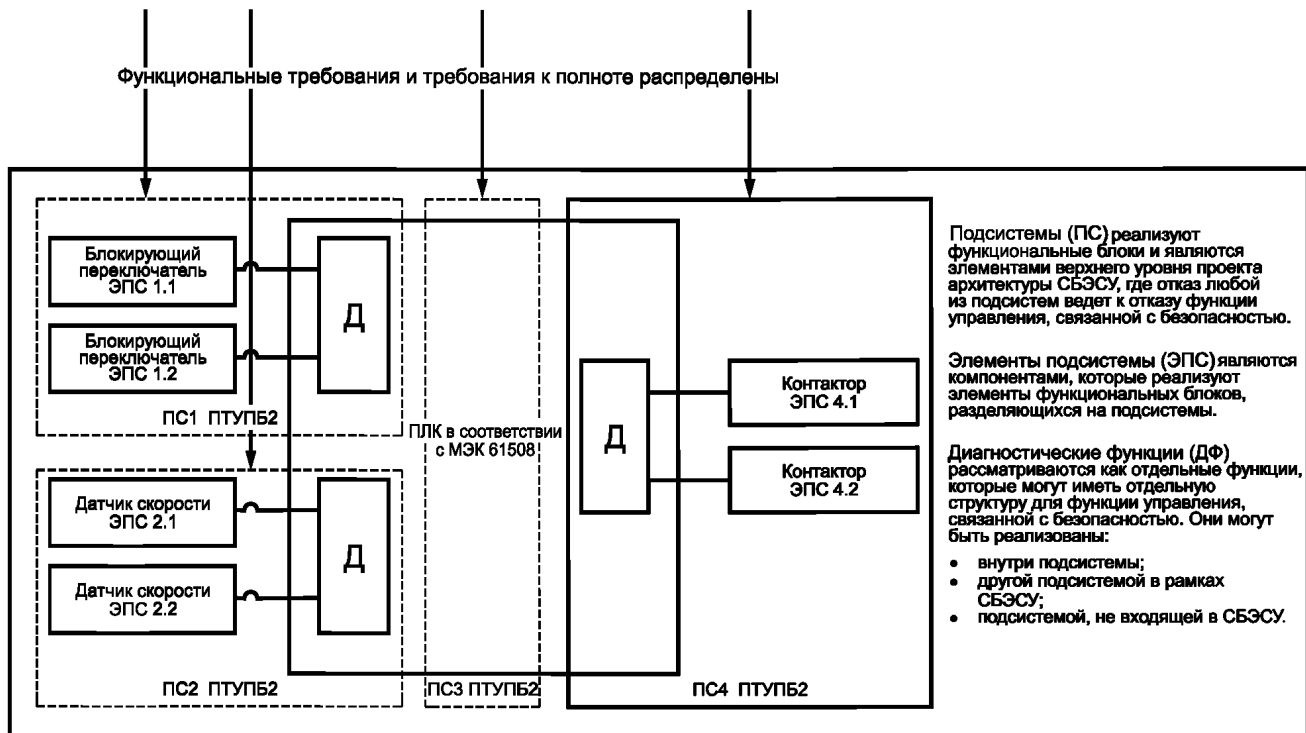 Функциональные требования и требования к полноте распределены
Блокирующий
переключатель
ЭПС 1.1
Блокирующий
переключатель
ЭПС 1.2
Д
ПС1 ПТУПБ2
Датчик скорости
ЭПС 2.1
Датчик скорости
ЭПС 2.2
Д
ПС2 ПТУПБ2
ПЛК в соответствии
с МЭК 61508
ПС3 ПТУПБ2
Д
Контактор
ЭПС 4.1
Контактор
ЭПС 4.2
ПС4 ПТУПБ2
Подсистемы (ПС) реализуют
функциональные блоки и являются
элементами верхнего уровня проекта
архитектуры СБЭСУ, где отказ любой
из подсистем ведет к отказу функции
управления, связанной с безопасностью.
Элементы подсистемы (ЭПС) являются
компонентами, которые реализуют
элементы функциональных блоков,
разделяющихся на подсистемы.
Диагностические функции (ДФ)
рассматриваются как отдельные функции,
которые могут иметь отдельную
структуру для функции управления,
связанной с безопасностью. Они могут
быть реализованы:
• внутри подсистемы;
• другой подсистемой в рамках
СБЭСУ;
• подсистемой, не входящей в СБЭСУ.